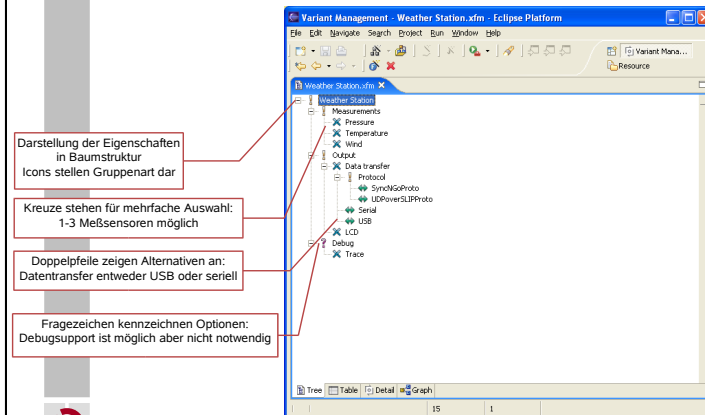 Variant Management - Weather Station.xfm - Eclipse Platform
File Edit Navigate Search Project Run Window Help
Variant Mana...
Resource
Weather Station.xfm
Weather Station
Measurements
Pressure
Temperature
Wind
Output
Data transfer
Protocol
SyncNGoProto
UDPoverSLIPProto
Serial
USB
LCD
Debug
Trace
Darstellung der Eigenschaften
in Baumstruktur
Icons stellen Gruppenart dar
Kreuze stehen für mehrfache Auswahl:
1-3 Meßsensoren möglich
Doppelpfeile zeigen Alternativen an:
Datentransfer entweder USB oder seriell
Fragezeichen kennzeichnen Optionen:
Debugsupport ist möglich aber nicht notwendig
Tree Table Detail Graph
15 1